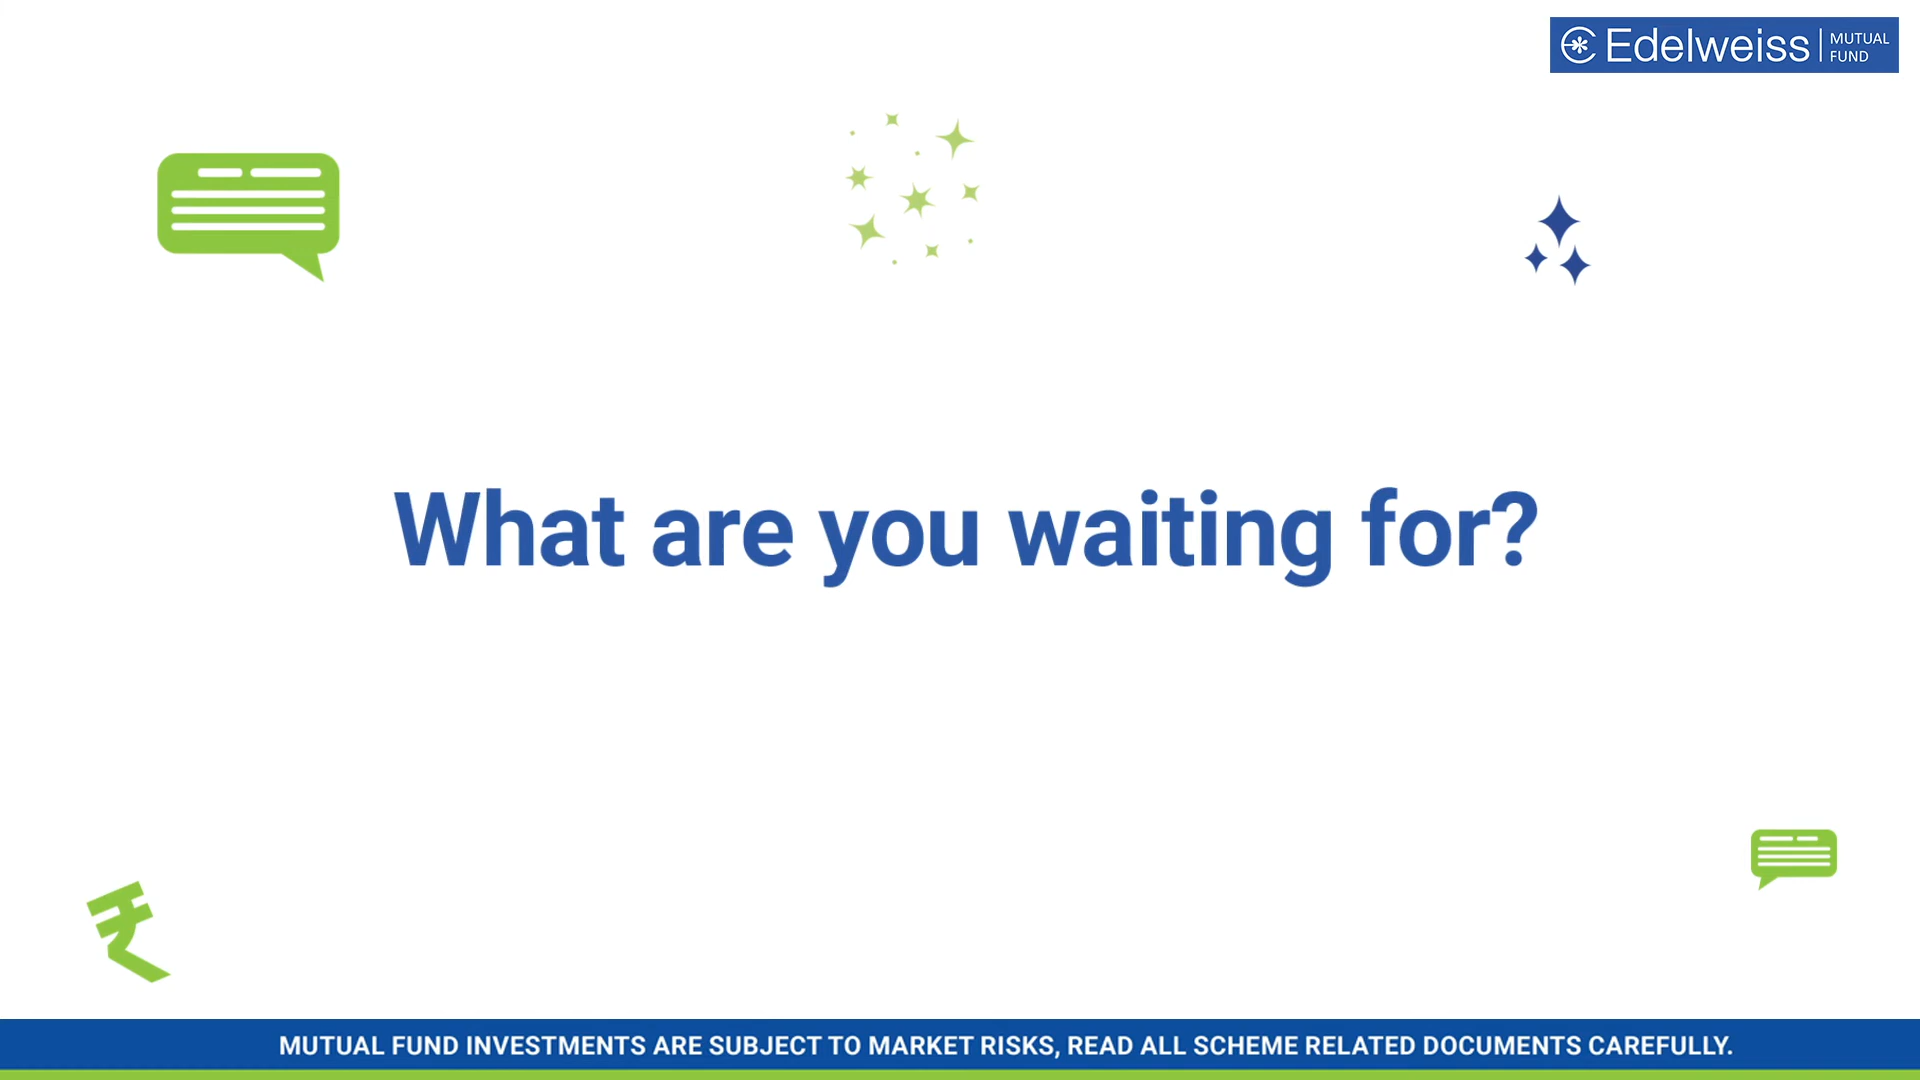 Edelweiss MUTUAL FUND
What are you waiting for?
₹
MUTUAL FUND INVESTMENTS ARE SUBJECT TO MARKET RISKS, READ ALL SCHEME RELATED DOCUMENTS CAREFULLY.